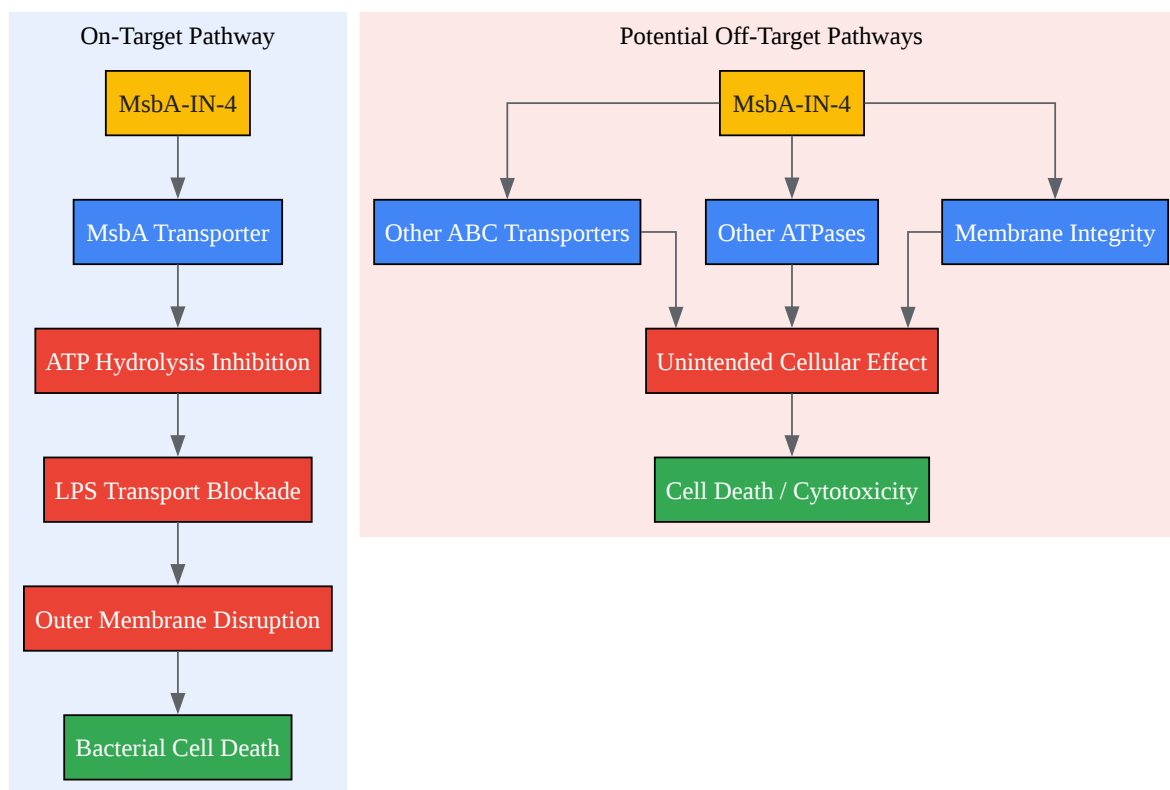 On-Target Pathway
MsbA-IN-4
MsbA Transporter
ATP Hydrolysis Inhibition
LPS Transport Blockade
Outer Membrane Disruption
Bacterial Cell Death
Potential Off-Target Pathways
MsbA-IN-4
Other ABC Transporters
Other ATPases
Membrane Integrity
Unintended Cellular Effect
Cell Death / Cytotoxicity